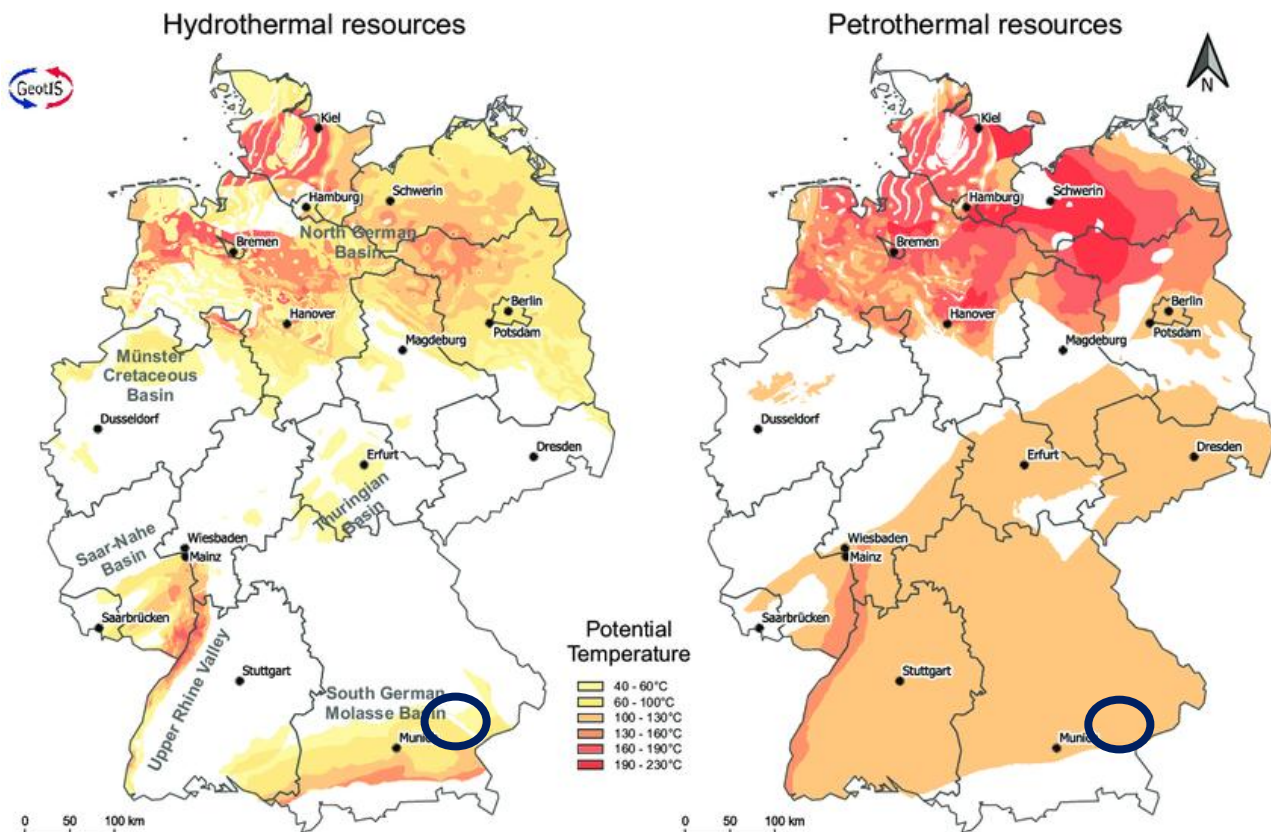 Hydrothermal resources
Petrothermal resources
GeotIS
N
Kiel
Hamburg
Schwerin
North German
Basin
Bremen
Berlin
Potsdam
Hanover
Magdeburg
Münster
Cretaceous
Basin
Dusseldorf
Erfurt
Dresden
Thuringian
Basin
Saar-Nahe
Basin
Wiesbaden
Mainz
Saarbrücken
Upper Rhine Valley
Stuttgart
South German
Molasse Basin
Munich
Potential
Temperature
40 - 60°C
60 - 100°C
100 - 130°C
130 - 160°C
160 - 190°C
190 - 230°C
0 50 100 km
Kiel
Hamburg
Schwerin
Bremen
Berlin
Potsdam
Hanover
Magdeburg
Dusseldorf
Erfurt
Dresden
Wiesbaden
Mainz
Saarbrücken
Stuttgart
Munich
0 50 100 km